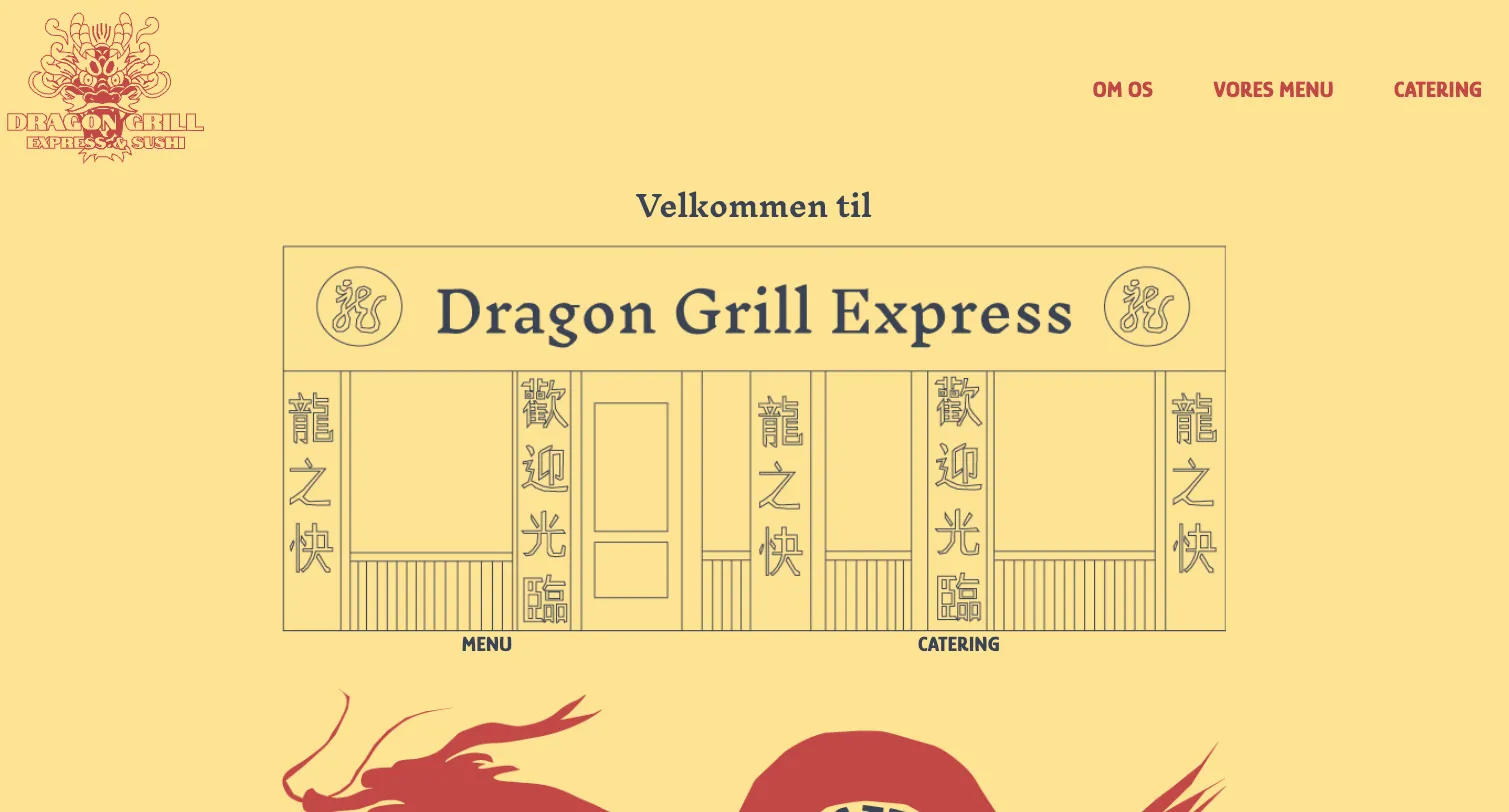 DRAGON GRILL
EXPRESS & SUSHI
OM OS
VORES MENU
CATERING
Velkommen til
Dragon Grill Express
龍之快
歡迎光臨
龍之快
歡迎光臨
龍之快
MENU
CATERING